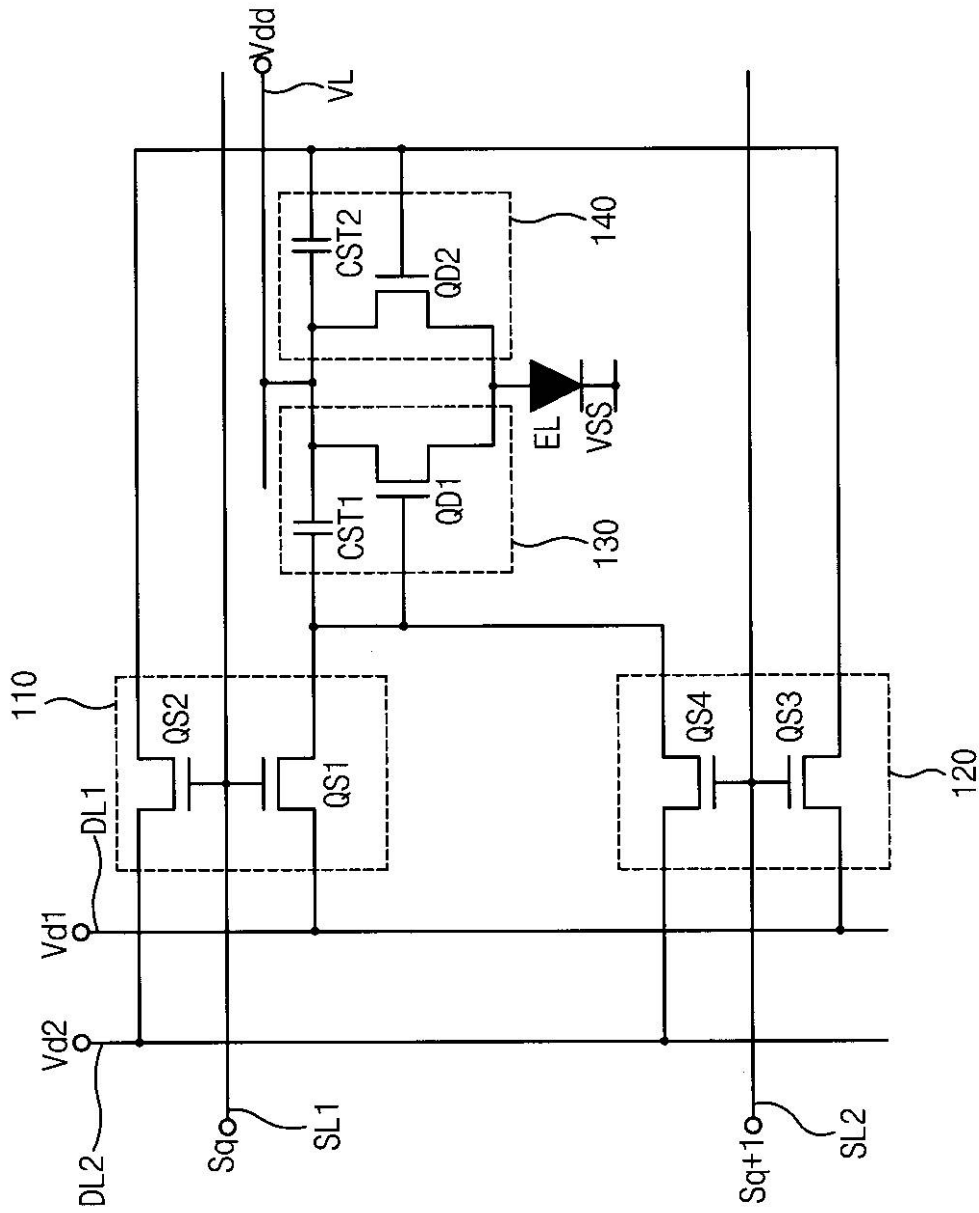 Vdd
VL
110
QS2
DL1
Vd1
Vd2
DL2
QS1
Sq
SL1
CST2
140
QD2
CST1
QD1
130
EL
VSS
QS4
QS3
120
Sq+1
SL2